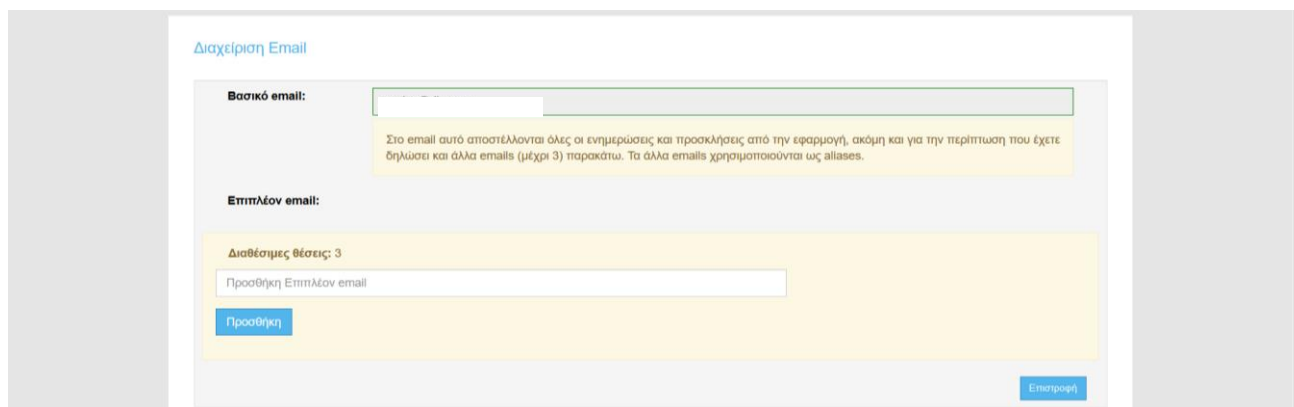 Διαχείριση Email
Βασικό email:
Στο email αυτό αποστέλλονται όλες οι ενημερώσεις και προσκλήσεις από την εφαρμογή, ακόμη και για την περίπτωση που έχετε
δηλώσει και άλλα emails (μέχρι 3) παρακάτω. Τα άλλα emails χρησιμοποιούνται ως aliases.
Επιπλέον email:
Διαθέσιμες θέσεις: 3
Προσθήκη Επιπλέον email
Προσθήκη
Επιστροφή